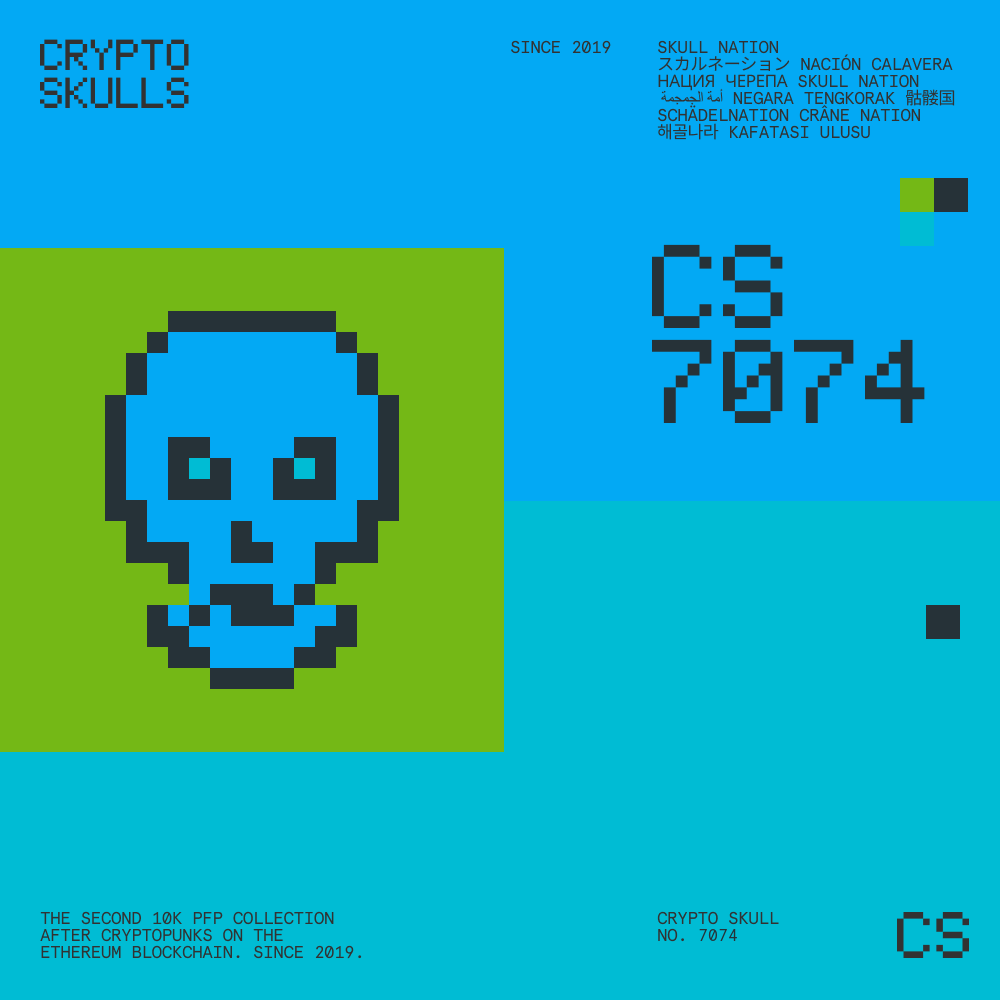 CRYPTO
SKULLS
SINCE 2019
SKULL NATION
スカルネーション NACIÓN CALAVERA
НАЦИЯ ЧЕРЕПА SKULL NATION
أمة الجمجمة NEGARA TENGKORAK 骷髅国
SCHÄDELNATION CRÂNE NATION
해골나라 KAFATASI ULUSU
CS
7074
THE SECOND 10K PFP COLLECTION
AFTER CRYPTOPUNKS ON THE
ETHEREUM BLOCKCHAIN. SINCE 2019.
CRYPTO SKULL
NO. 7074
CS